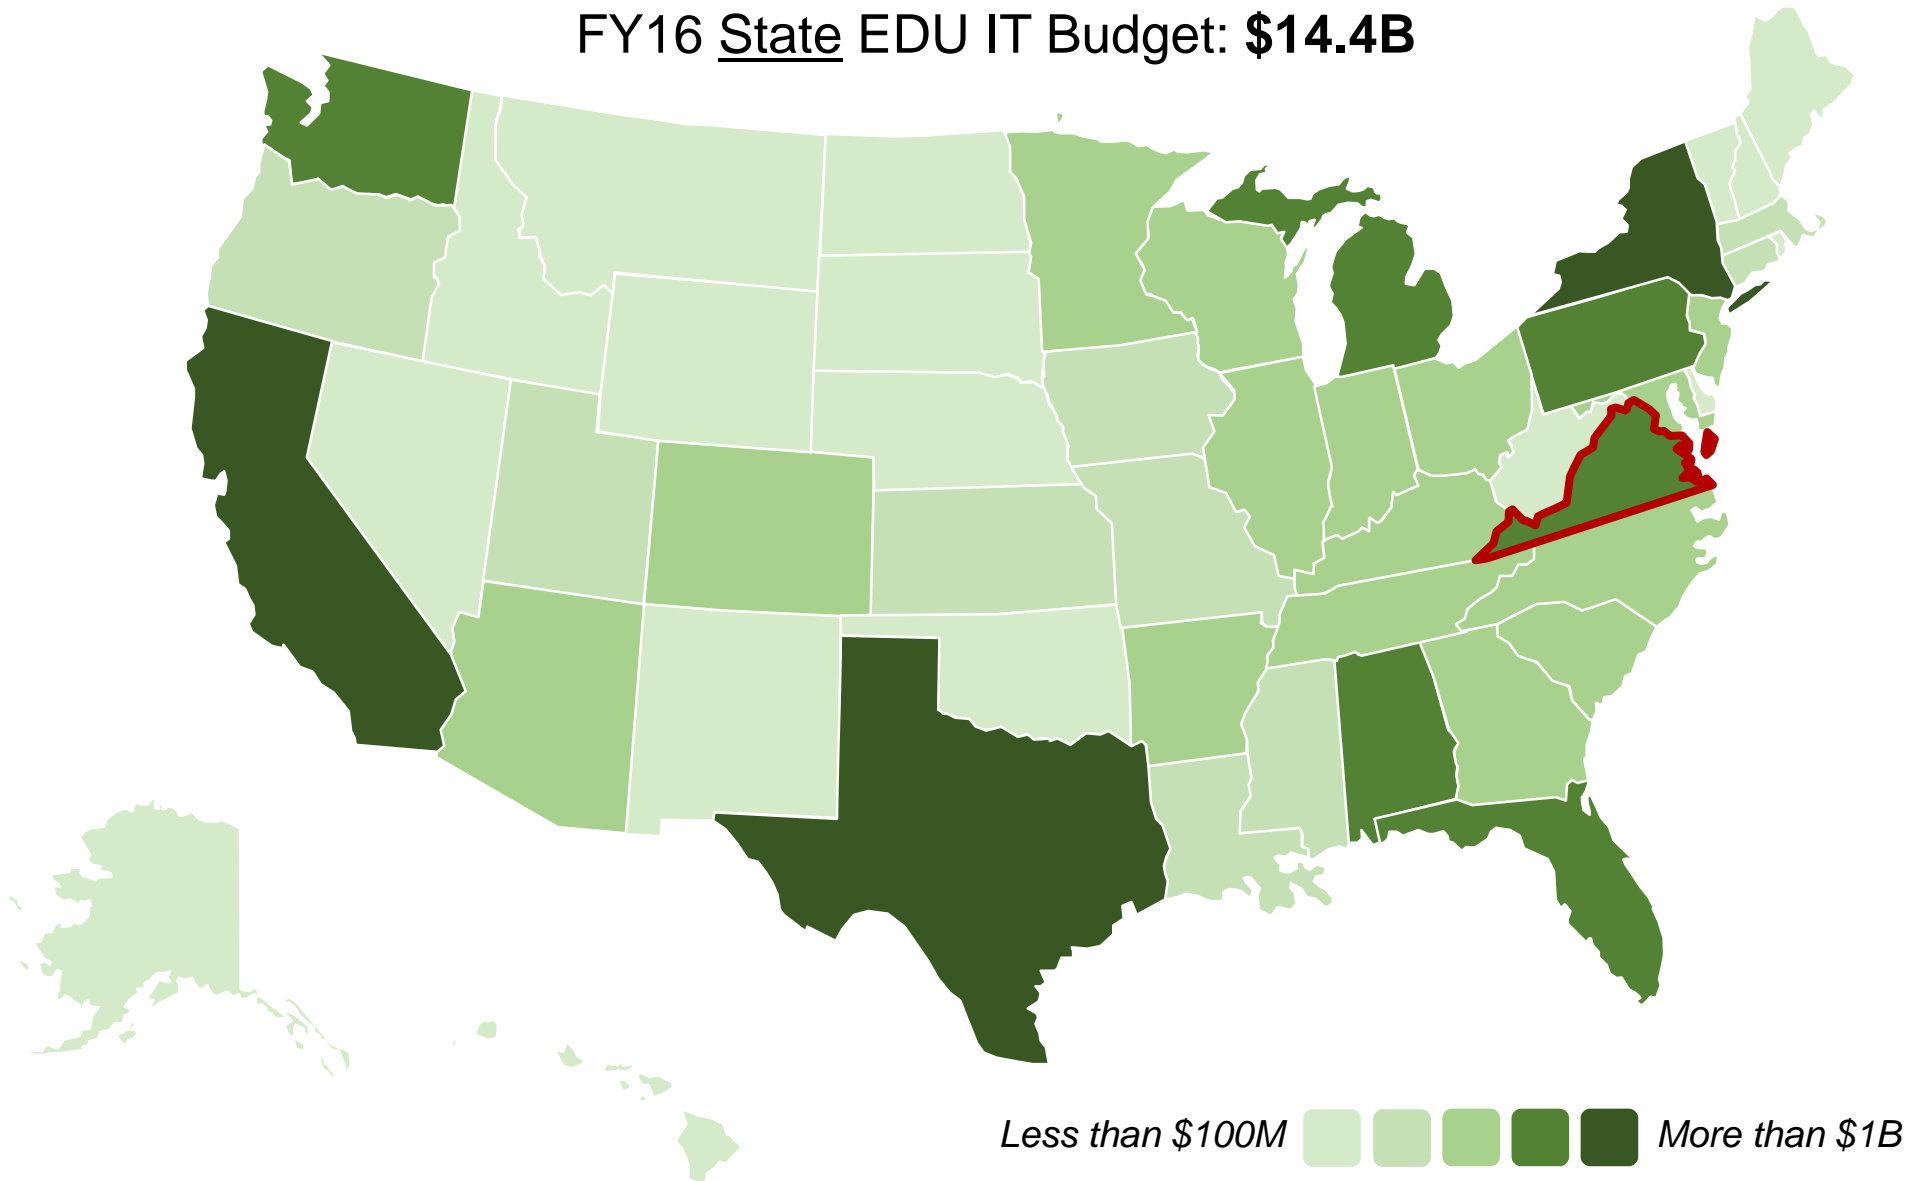 FY16 State EDU IT Budget: $14.4B
Less than $100M
More than $1B